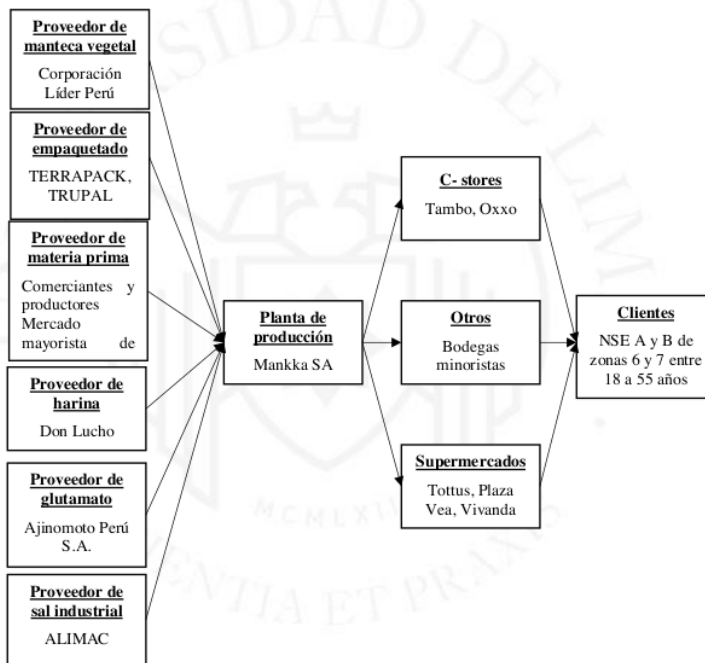 Proveedor de
manteca vegetal
Corporación
Líder Perú
Proveedor de
empaquetado
TERRAPACK,
TRUPAL
Proveedor de
materia prima
Comerciantes y
productores
Mercado
mayorista de
Proveedor de
harina
Don Lucho
Proveedor de
glutamato
Ajinomoto Perú
S.A.
Proveedor de
sal industrial
ALIMAC
Planta de
producción
Mankka SA
C- stores
Tambo, Oxxo
Otros
Bodegas
minoristas
Supermercados
Tottus, Plaza
Vea, Vivanda
Clientes
NSE A y B de
zonas 6 y 7 entre
18 a 55 años